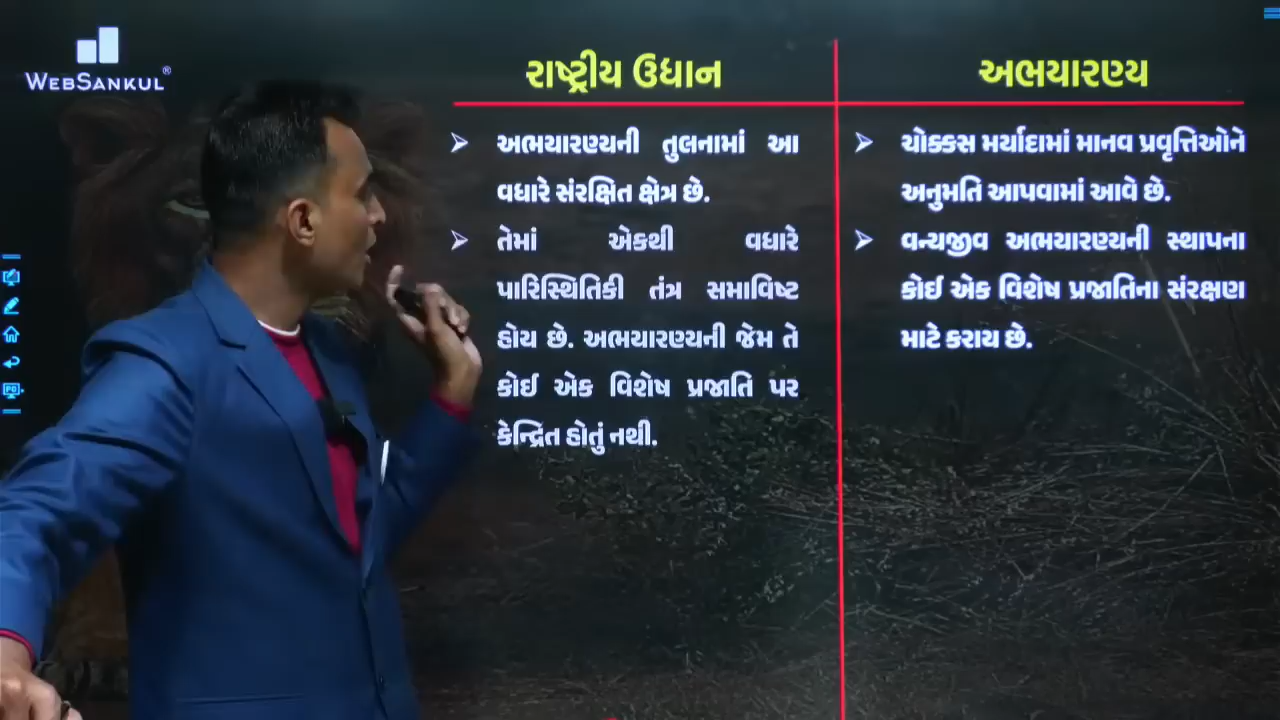 WEBSANKUL®
રાષ્ટ્રીય ઉદ્યાન
અભયારણ્યની તુલનામાં આ
વધારે સંરક્ષિત ક્ષેત્ર છે.
તેમાં એકથી વધારે
પારિસ્થિતિકી તંત્ર સમાવિષ્ટ
હોય છે. અભયારણ્યની જેમ તે
કોઈ એક વિશેષ પ્રજાતિ પર
કેન્દ્રિત હોતું નથી.
અભયારણ્ય
ચોક્કસ મર્યાદામાં માનવ પ્રવૃત્તિઓને
અનુમતિ આપવામાં આવે છે.
વન્યજીવ અભયારણ્યની સ્થાપના
કોઈ એક વિશેષ પ્રજાતિના સંરક્ષણ
માટે કરાય છે.